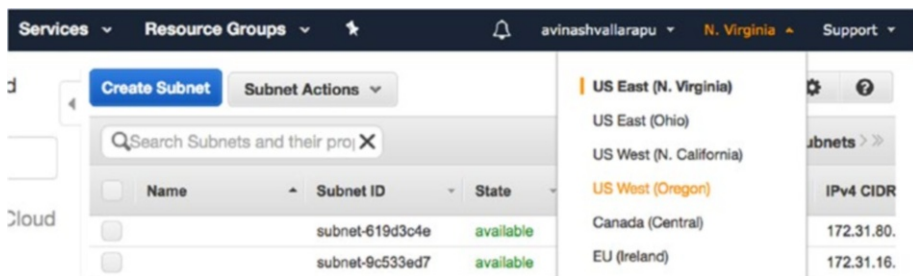 Services Resource Groups avinashvallarapu N. Virginia Support
Create Subnet Subnet Actions
Search Subnets and their proj
Name Subnet ID State IPv4 CIDR
subnet-619d3c4e available 172.31.80.
subnet-9c533ed7 available 172.31.16.
Cloud
US East (N. Virginia)
US East (Ohio)
US West (N. California)
US West (Oregon)
Canada (Central)
EU (Ireland)
ubnets